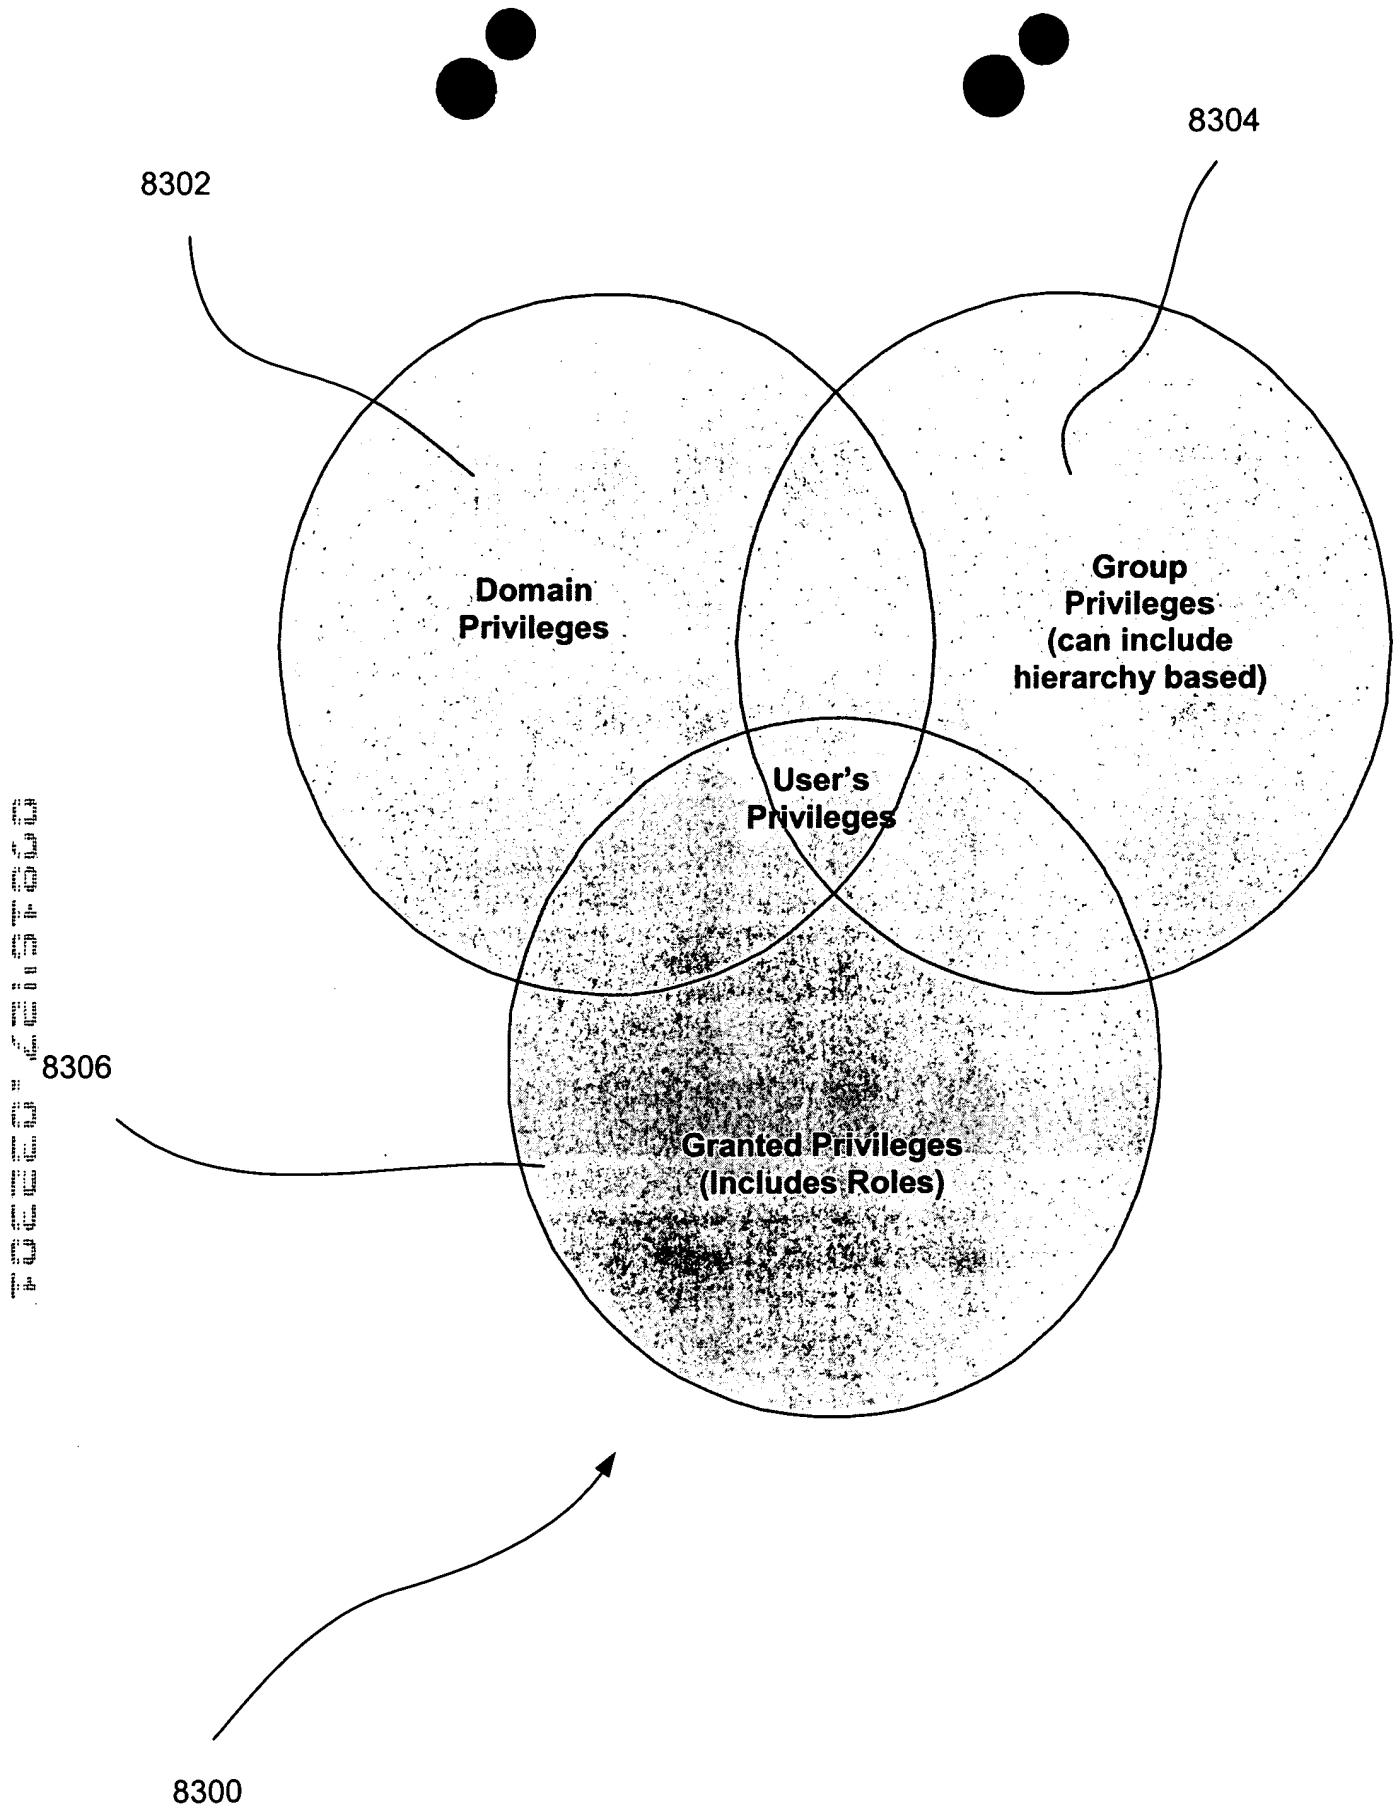 8304
8302
Domain
Privileges
Group
Privileges
(can include
hierarchy based)
User's
Privileges
8306
Granted Privileges
(Includes Roles)
8300